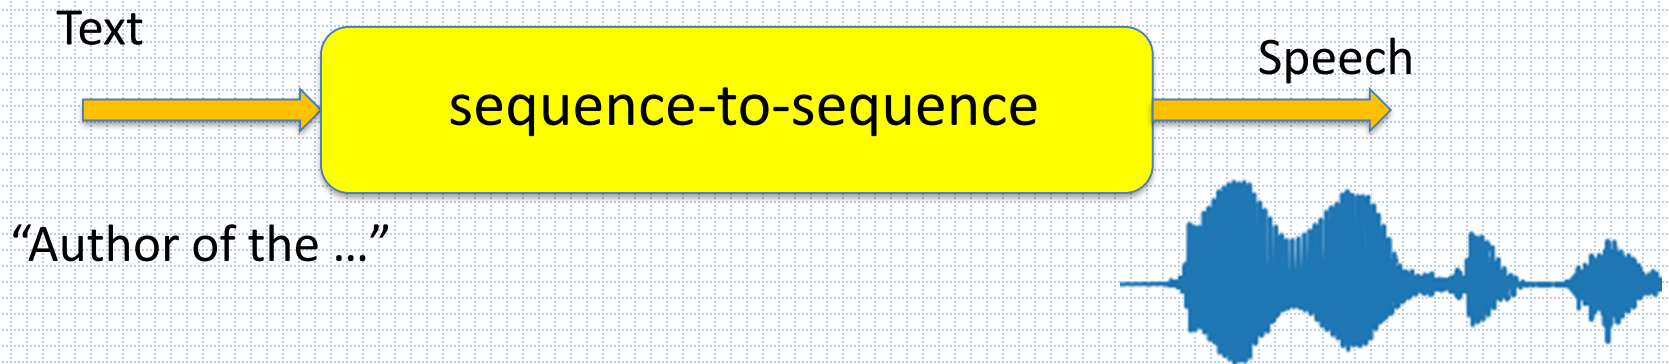 Text
sequence-to-sequence
Speech
“Author of the …”